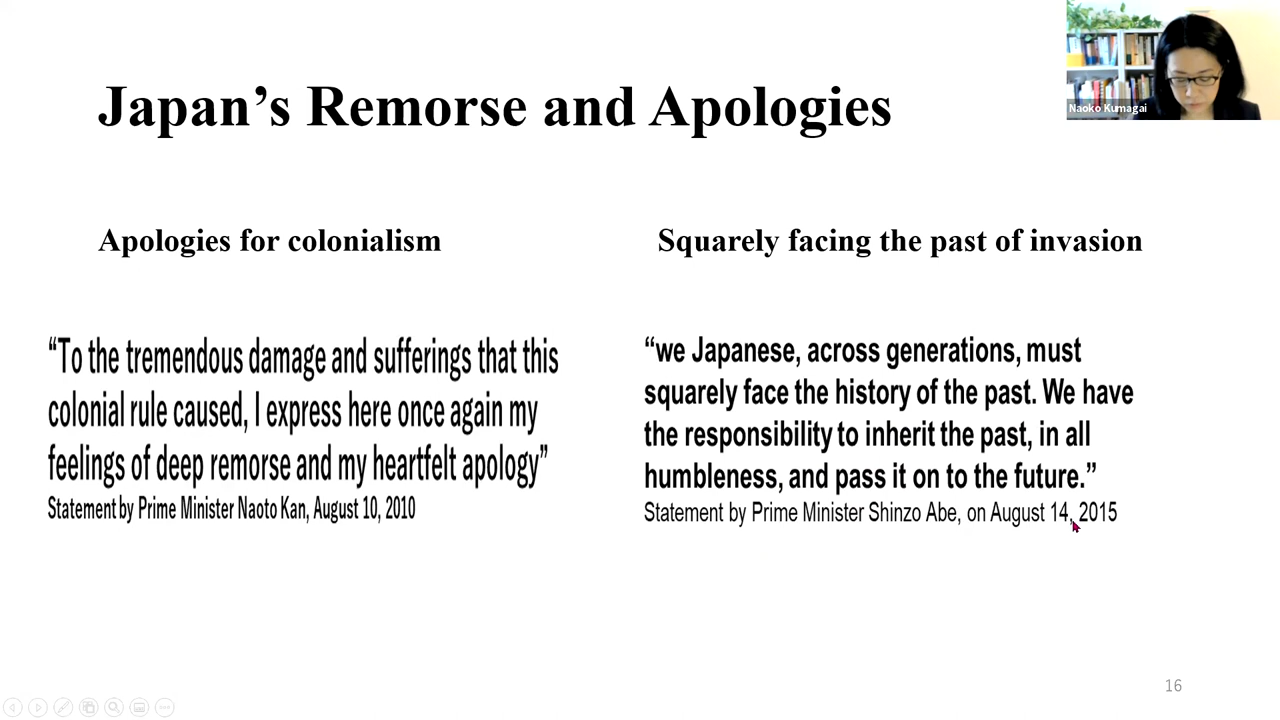 Naoko Kumagai
Japan’s Remorse and Apologies
Apologies for colonialism
“To the tremendous damage and sufferings that this
colonial rule caused, I express here once again my
feelings of deep remorse and my heartfelt apology”
Statement by Prime Minister Naoto Kan, August 10, 2010
Squarely facing the past of invasion
“we Japanese, across generations, must
squarely face the history of the past. We have
the responsibility to inherit the past, in all
humbleness, and pass it on to the future.”
Statement by Prime Minister Shinzo Abe, on August 14, 2015
16